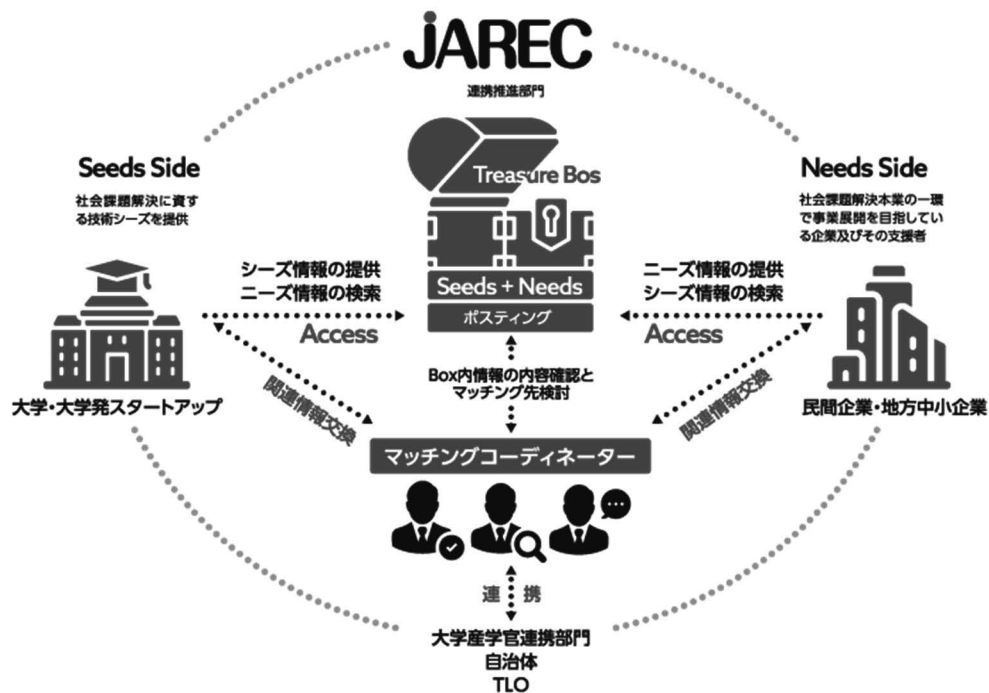 jAREC
連携推進部門
Seeds Side
社会課題解決に資す
る技術シーズを提供
Treasure Bos
Needs Side
社会課題解決本業の一環
で事業展開を目指してい
る企業及びその支援者
シーズ情報の提供
ニーズ情報の検索
Access
Seeds + Needs
ポスティング
ニーズ情報の提供
シーズ情報の検索
Access
Box内情報の内容確認と
マッチング先検討
関連情報交換
関連情報交換
大学・大学発スタートアップ
民間企業・地方中小企業
マッチングコーディネーター
連携
大学産学官連携部門
自治体
TLO